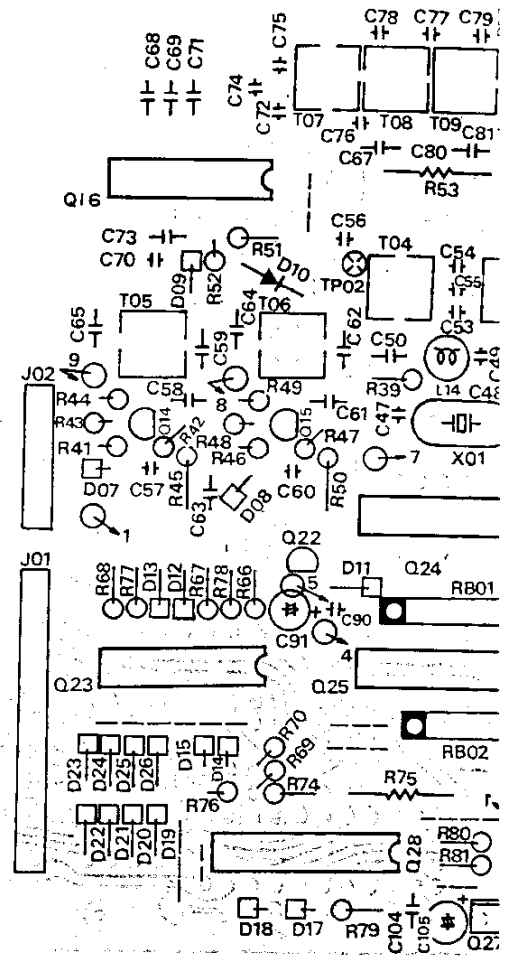 C78 C77 C79
C75
C68 C69 C71
C74
C72
T07 T08 T09
C76
C67 C80 C81
R53
Q16
C73 C56
R51
C70
D09 R52 D10 TP02 T04 C54
C55
T05 T06
C65 C59 C64 C62 C53
C50
C49
9
J02
R44 C58 R49 R39 L14 C48
8
R43 Q14 R42 R48 Q15 C61 C47
R41 R46 R47 7 X01
D07 C57 R45 C63 D08 C60 R50
1
Q22
J01 D11 Q24 RB01
R68 R77 D13 D12 R67 R78 R66 5
C91 C90
4
Q23 Q25
R70
D23 D24 D25 D26 D15 D14 R69 RB02
R76 R74 R75
D22 D21 D20 D19
Q28 R80
R81
D18 D17 R79 C104 C105 Q27